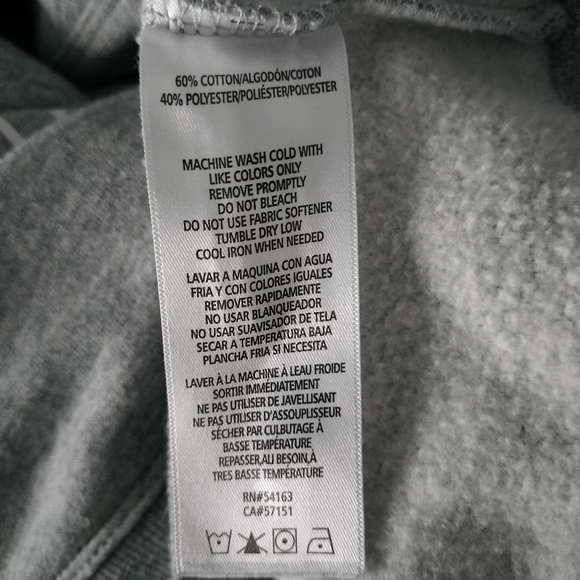 60% COTTON/ALGODÓN/COTON
40% POLYESTER/POLIÉSTER/POLYESTER
MACHINE WASH COLD WITH
LIKE COLORS ONLY
REMOVE PROMPTLY
DO NOT BLEACH
DO NOT USE FABRIC SOFTENER
TUMBLE DRY LOW
COOL IRON WHEN NEEDED
LAVAR A MAQUINA CON AGUA
FRIA Y CON COLORES IGUALES
REMOVER RAPIDAMENTE
NO USAR BLANQUEADOR
NO USAR SUAVISADOR DE TELA
SECAR A TEMPERATURA BAJA
PLANCHA FRIA SI NECESITA
LAVER À LA MACHINE À LEAU FROIDE
SORTIR IMMÉDIATEMENT
NE PAS UTILISER DE JAVELLISANT
NE PAS UTILISER D'ASSOUPLISSEUR
SÉCHER PAR CULBUTAGE À
BASSE TEMPÉRATURE
REPASSER,AU BESOIN,À
TRES BASSE TEMPÉRATURE
RN#54163
CA#57151